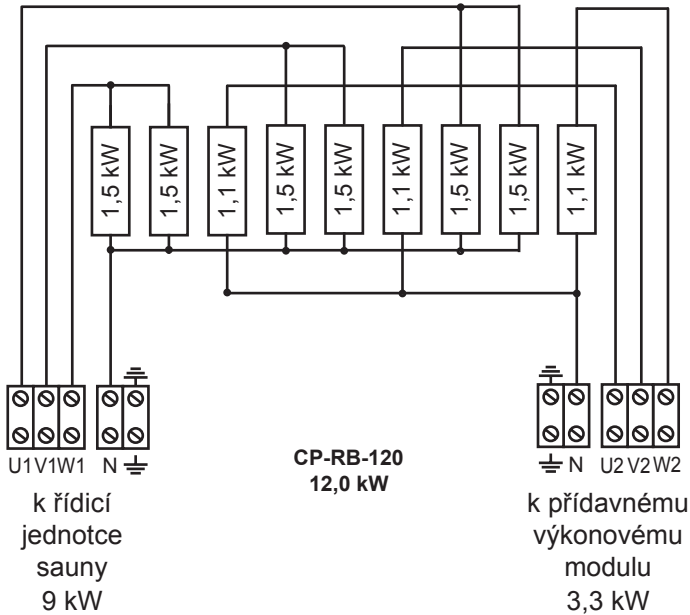 1,5 kW
1,5 kW
1,1 kW
1,5 kW
1,5 kW
1,1 kW
1,5 kW
1,5 kW
1,1 kW
U1 V1 W1 N
N U2 V2 W2
CP-RB-120
12,0 kW
k řídicí
jednotce
sauny
9 kW
k přídavnému
výkonovému
modulu
3,3 kW